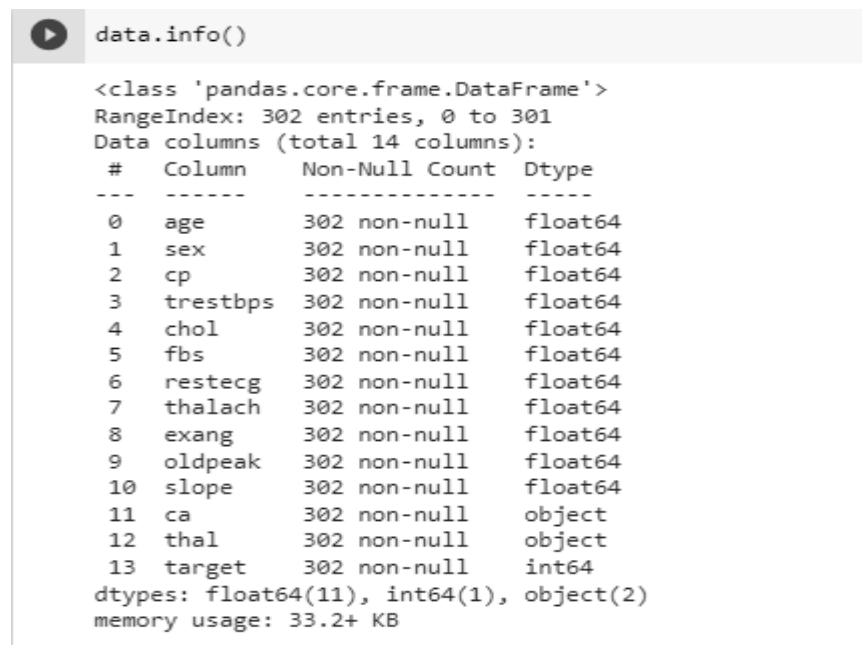 data.info()
<class 'pandas.core.frame.DataFrame'>
RangeIndex: 302 entries, 0 to 301
Data columns (total 14 columns):
 #   Column    Non-Null Count  Dtype
---  ------    --------------  -----
 0   age       302 non-null    float64
 1   sex       302 non-null    float64
 2   cp        302 non-null    float64
 3   trestbps  302 non-null    float64
 4   chol      302 non-null    float64
 5   fbs       302 non-null    float64
 6   restecg   302 non-null    float64
 7   thalach   302 non-null    float64
 8   exang     302 non-null    float64
 9   oldpeak   302 non-null    float64
 10  slope     302 non-null    float64
 11  ca        302 non-null    object
 12  thal      302 non-null    object
 13  target    302 non-null    int64
dtypes: float64(11), int64(1), object(2)
memory usage: 33.2+ KB